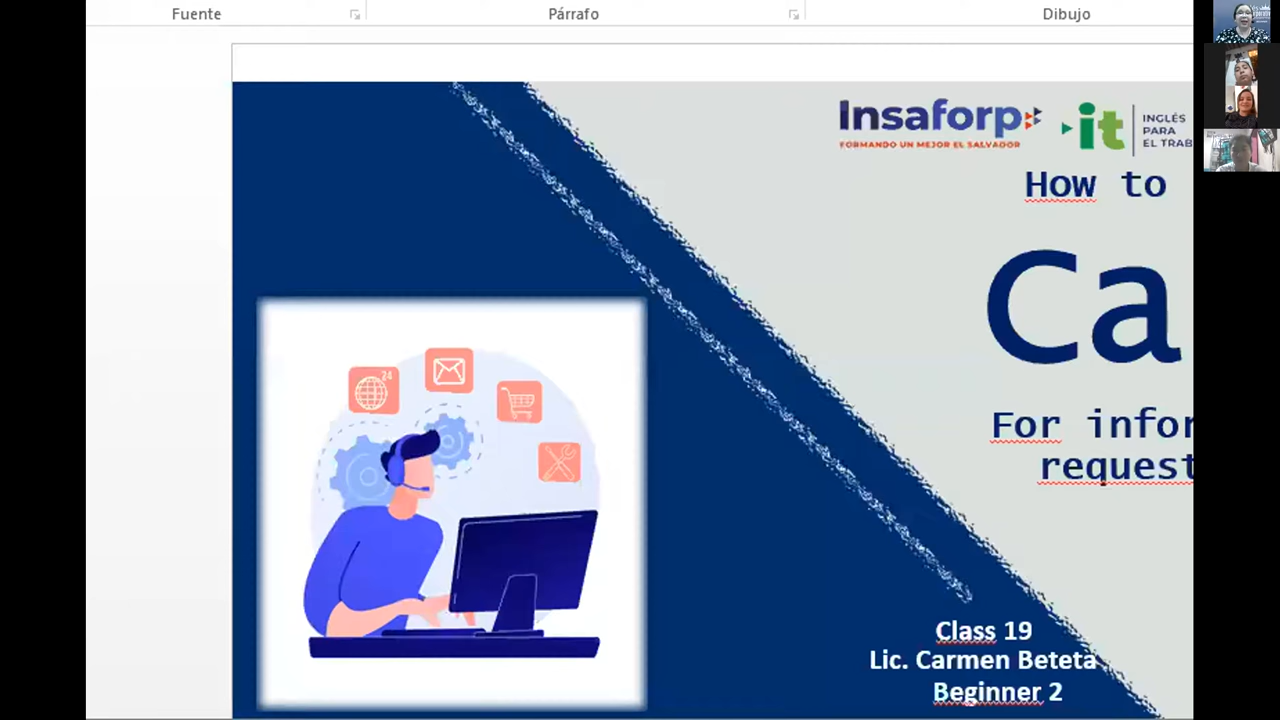 Fuente Párrafo Dibujo
Insaforp
FORMANDO UN MEJOR EL SALVADOR
it
INGLÉS
PARA
EL TRAB
How to
Ca
For infor
request
24
Class 19
Lic. Carmen Beteta
Beginner 2